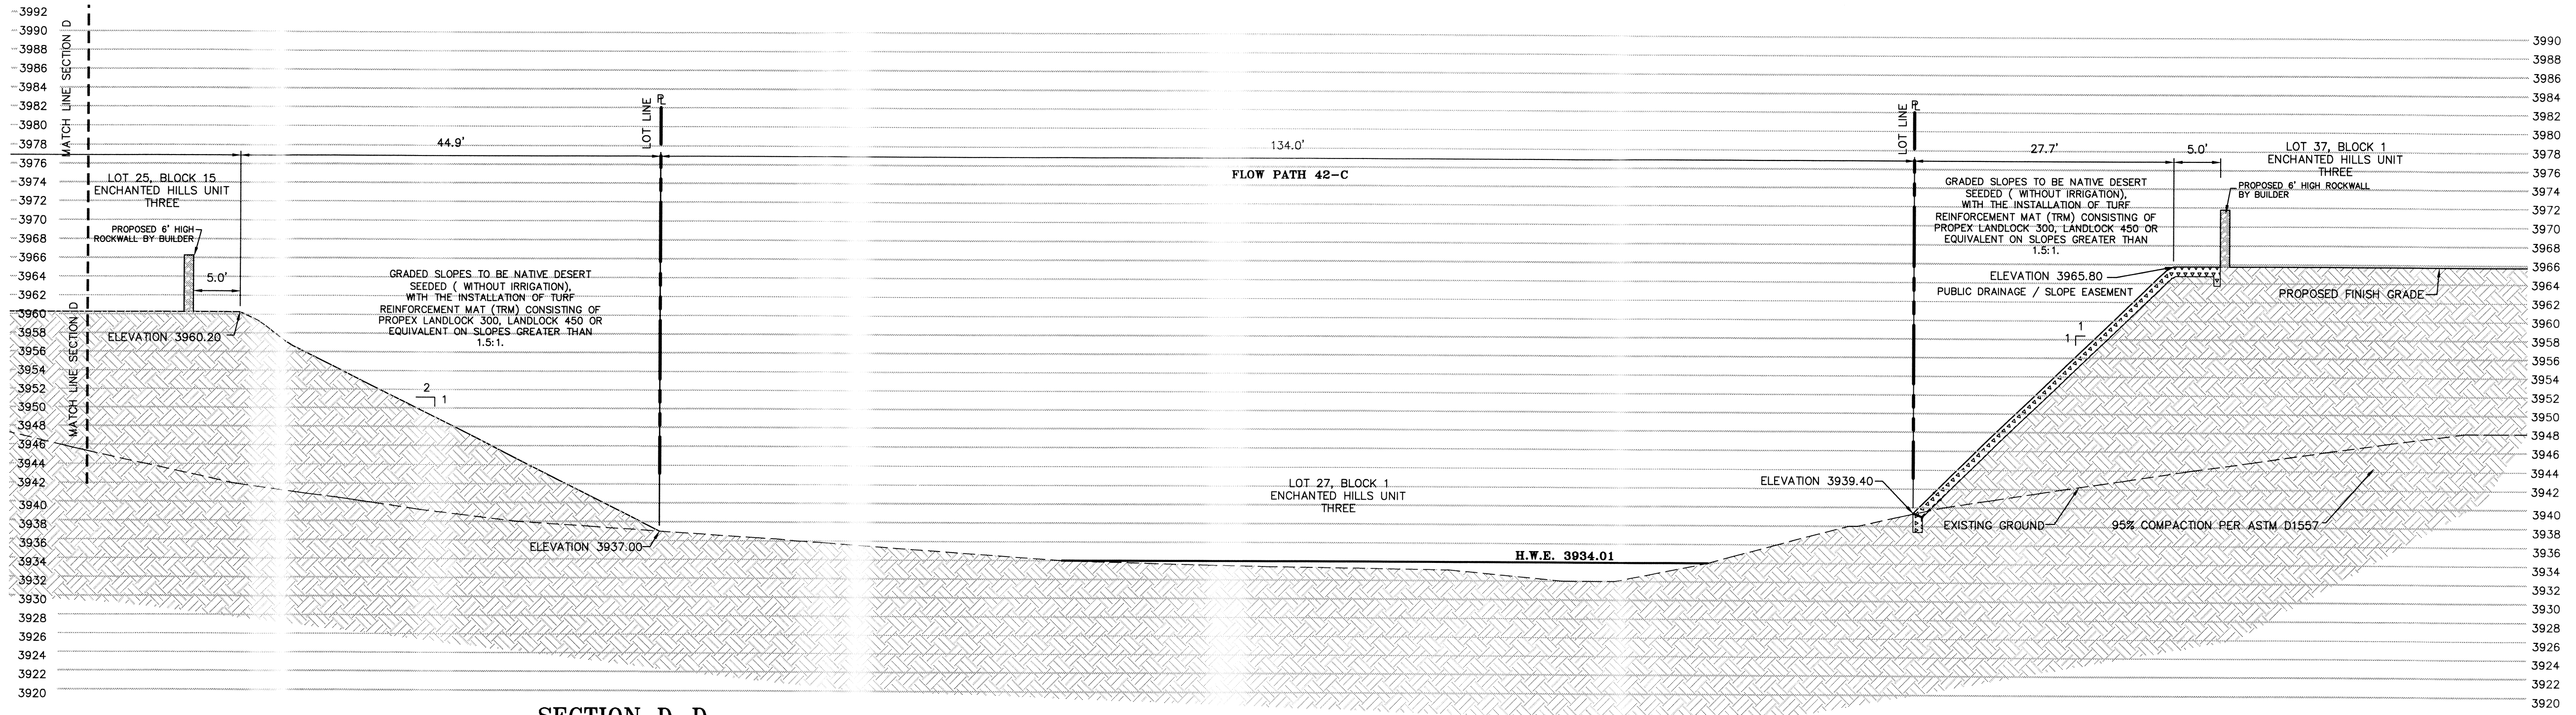 3992
3990
3988
3986
3984
3982
3980
3978
3976
3974
3972
3970
3968
3966
3964
3962
3960
3958
3956
3954
3952
3950
3948
3946
3944
3942
3940
3938
3936
3934
3932
3930
3928
3926
3924
3922
3920
MATCH LINE SECTION D
MATCH LINE SECTION D
LOT 25, BLOCK 15
ENCHANTED HILLS UNIT
THREE
PROPOSED 6' HIGH
ROCKWALL BY BUILDER
5.0'
ELEVATION 3960.20
44.9'
GRADED SLOPES TO BE NATIVE DESERT
SEEDED ( WITHOUT IRRIGATION),
WITH THE INSTALLATION OF TURF
REINFORCEMENT MAT (TRM) CONSISTING OF
PROPEX LANDLOCK 300, LANDLOCK 450 OR
EQUIVALENT ON SLOPES GREATER THAN
1.5:1.
2
1
LOT LINE
PL
ELEVATION 3937.00
134.0'
FLOW PATH 42-C
LOT 27, BLOCK 1
ENCHANTED HILLS UNIT
THREE
H.W.E. 3934.01
LOT LINE
PL
27.7'
5.0'
LOT 37, BLOCK 1
ENCHANTED HILLS UNIT
THREE
GRADED SLOPES TO BE NATIVE DESERT
SEEDED ( WITHOUT IRRIGATION),
WITH THE INSTALLATION OF TURF
REINFORCEMENT MAT (TRM) CONSISTING OF
PROPEX LANDLOCK 300, LANDLOCK 450 OR
EQUIVALENT ON SLOPES GREATER THAN
1.5:1.
PROPOSED 6' HIGH ROCKWALL
BY BUILDER
ELEVATION 3965.80
PUBLIC DRAINAGE / SLOPE EASEMENT
PROPOSED FINISH GRADE
1
1
ELEVATION 3939.40
EXISTING GROUND
95% COMPACTION PER ASTM D1557
3990
3988
3986
3984
3982
3980
3978
3976
3974
3972
3970
3968
3966
3964
3962
3960
3958
3956
3954
3952
3950
3948
3946
3944
3942
3940
3938
3936
3934
3932
3930
3928
3926
3924
3922
3920
SECTION D-D